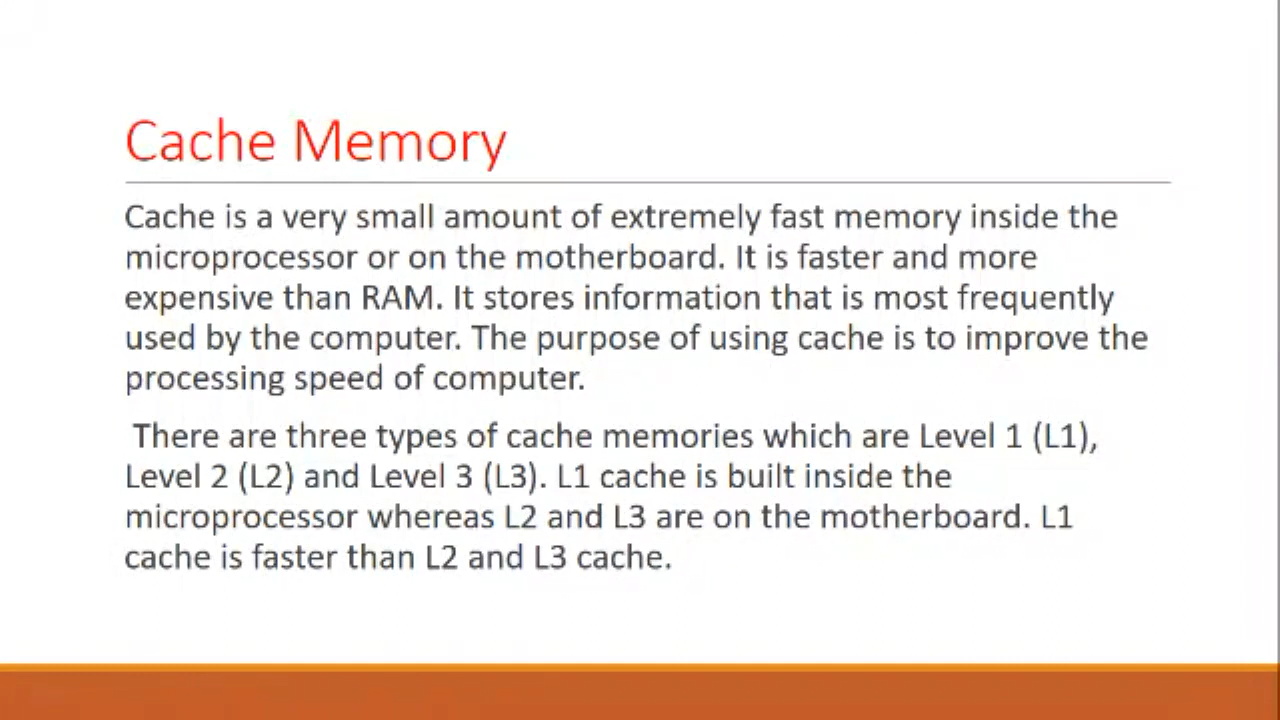 Cache Memory
Cache is a very small amount of extremely fast memory inside the
microprocessor or on the motherboard. It is faster and more
expensive than RAM. It stores information that is most frequently
used by the computer. The purpose of using cache is to improve the
processing speed of computer.
There are three types of cache memories which are Level 1 (L1),
Level 2 (L2) and Level 3 (L3). L1 cache is built inside the
microprocessor whereas L2 and L3 are on the motherboard. L1
cache is faster than L2 and L3 cache.